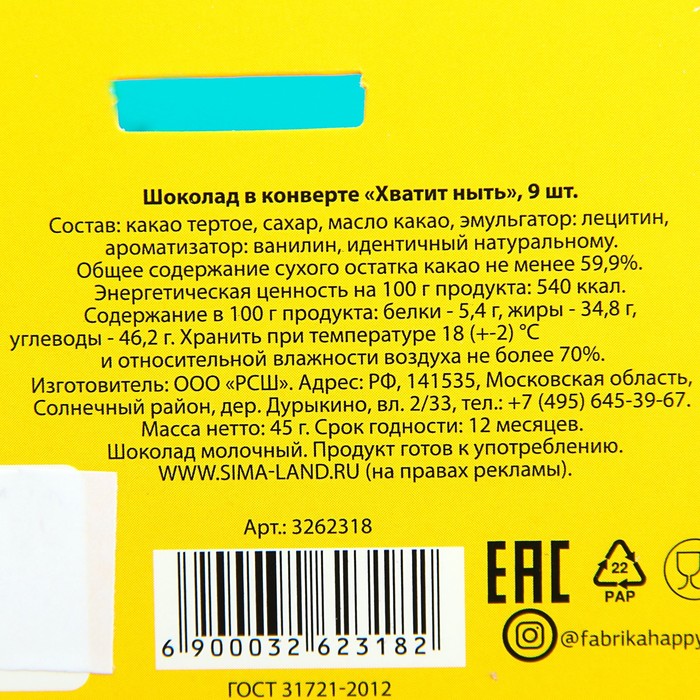 Шоколад в конверте «Хватит ныть», 9 шт.
Состав: какао тертое, сахар, масло какао, эмульгатор: лецитин,
ароматизатор: ванилин, идентичный натуральному.
Общее содержание сухого остатка какао не менее 59,9%.
Энергетическая ценность на 100 г продукта: 540 ккал.
Содержание в 100 г продукта: белки - 5,4 г, жиры - 34,8 г,
углеводы - 46,2 г. Хранить при температуре 18 (+-2) °С
и относительной влажности воздуха не более 70%.
Изготовитель: ООО «РСШ». Адрес: РФ, 141535, Московская область,
Солнечный район, дер. Дурыкино, вл. 2/33, тел.: +7 (495) 645-39-67.
Масса нетто: 45 г. Срок годности: 12 месяцев.
Шоколад молочный. Продукт готов к употреблению.
WWW.SIMA-LAND.RU (на правах рекламы).
Арт.: 3262318
EAC
22
PAP
@fabrikahappy
6 900032 623182
ГОСТ 31721-2012